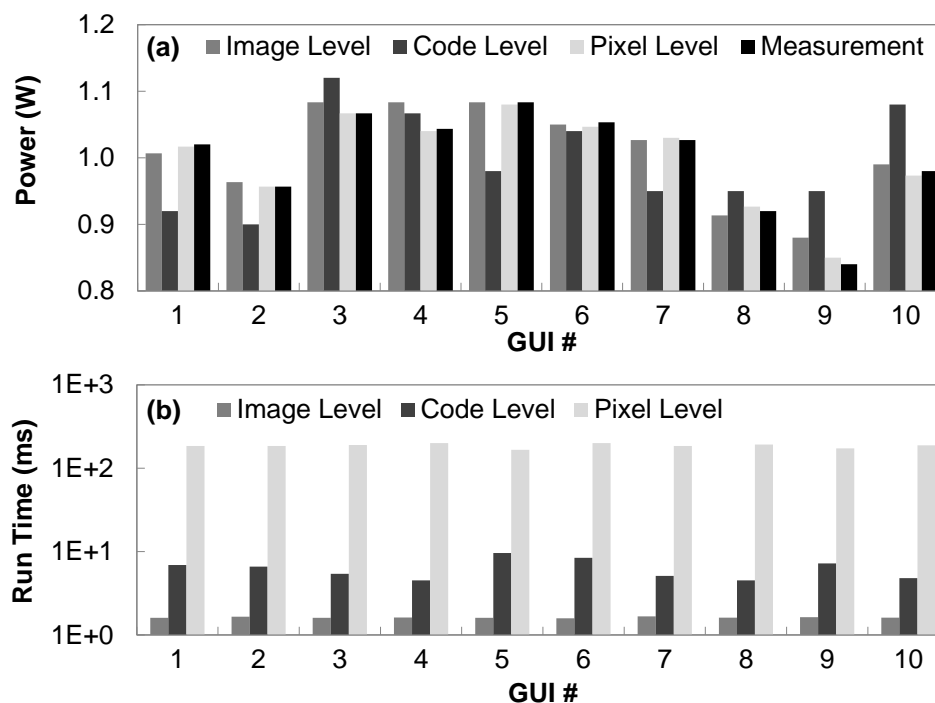 1.2
(a) Image Level Code Level Pixel Level Measurement
1.1
1.0
0.9
0.8
Power (W)
1 2 3 4 5 6 7 8 9 10
GUI #
1E+3
(b) Image Level Code Level Pixel Level
1E+2
1E+1
1E+0
Run Time (ms)
1 2 3 4 5 6 7 8 9 10
GUI #